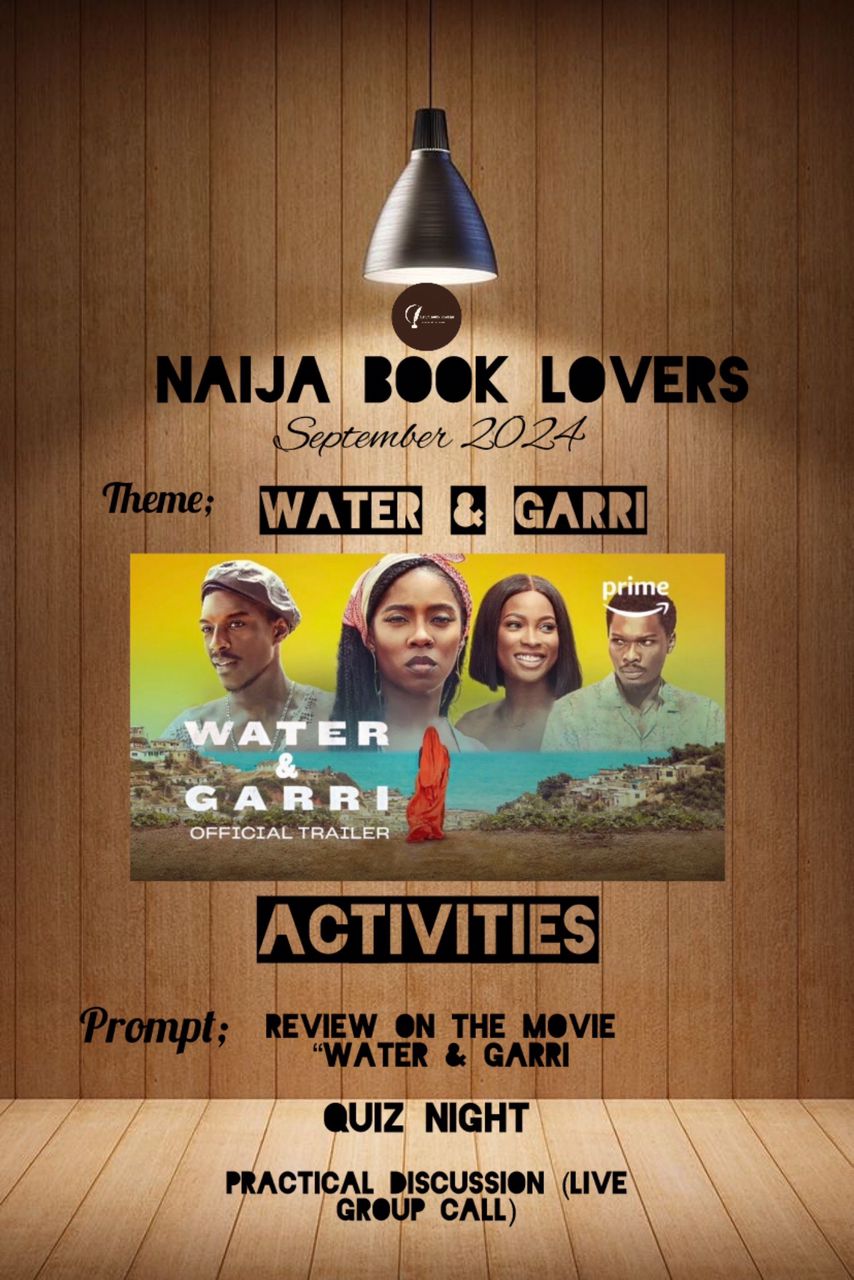 NAIJA BOOK LOVERS
September 2024
Theme; WATER & GARRI
prime
WATER
&
GARRI
OFFICIAL TRAILER
ACTIVITIES
Prompt; REVIEW ON THE MOVIE
“WATER & GARRI
QUIZ NIGHT
PRACTICAL DISCUSSION (LIVE
GROUP CALL)